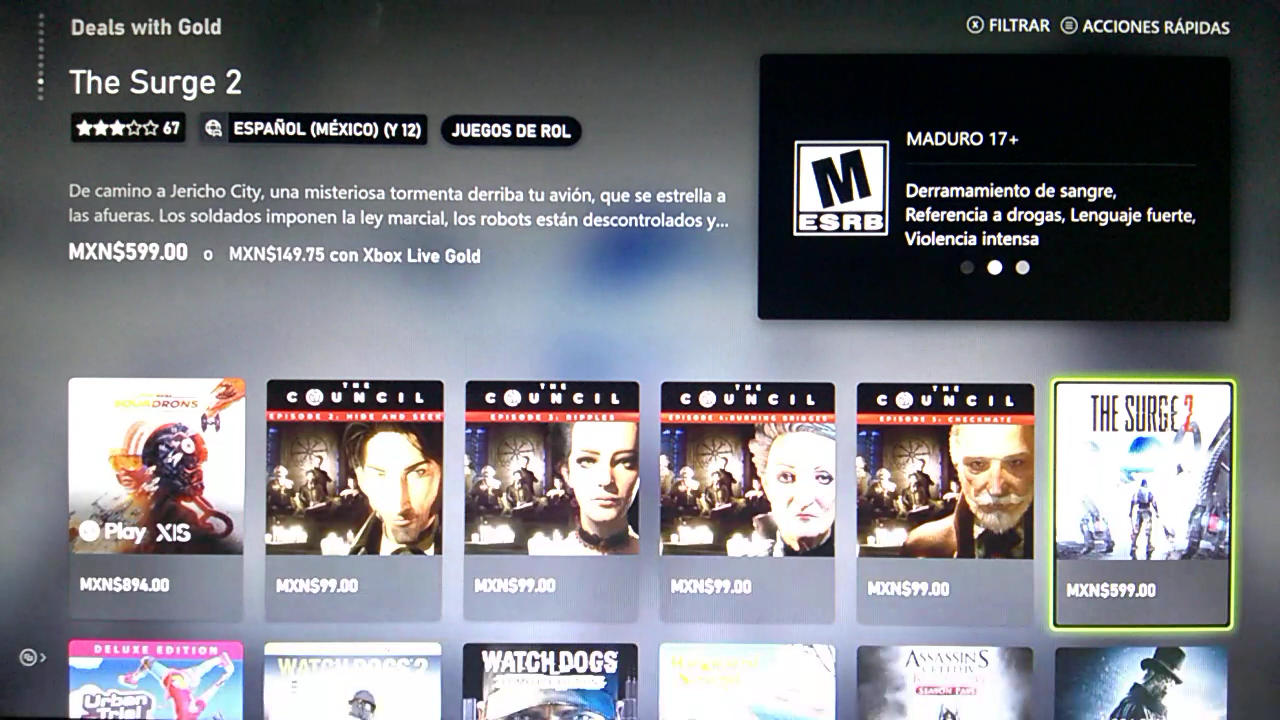 Deals with Gold
FILTRAR
ACCIONES RÁPIDAS
The Surge 2
67
ESPAÑOL (MÉXICO) (Y 12)
JUEGOS DE ROL
De camino a Jericho City, una misteriosa tormenta derriba tu avión, que se estrella a
las afueras. Los soldados imponen la ley marcial, los robots están descontrolados y...
MXN$599.00 o MXN$149.75 con Xbox Live Gold
M
ESRB
MADURO 17+
Derramamiento de sangre,
Referencia a drogas, Lenguaje fuerte,
Violencia intensa
SQUADRONS
Play X|S
MXN$894.00
THE
COUNCIL
EPISODE 2: HIDE AND SEEK
MXN$99.00
THE
COUNCIL
EPISODE 3: RIPPLES
MXN$99.00
THE
COUNCIL
EPISODE 4: BURNING BRIDGES
MXN$99.00
THE
COUNCIL
EPISODE 5: CHECKMATE
MXN$99.00
THE SURGE 2
MXN$599.00
DELUXE EDITION
Urban
Trial
WATCH DOGS 2
WATCH DOGS
ASSASSIN'S
SEASON PASS